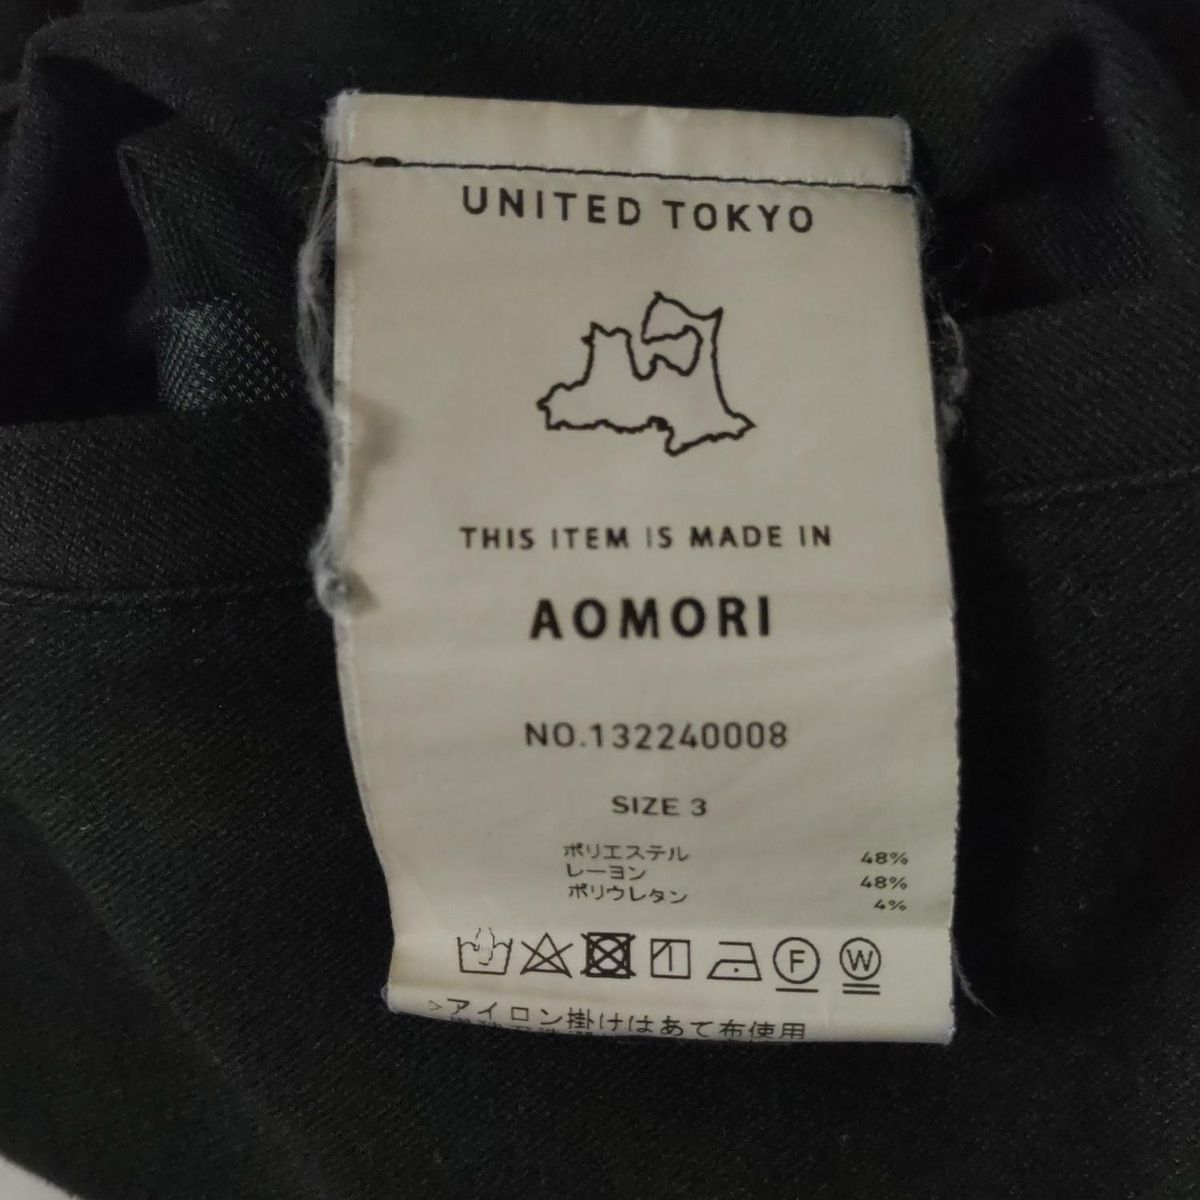 UNITED TOKYO
THIS ITEM IS MADE IN
AOMORI
NO.132240008
SIZE 3
ポリエステル 48%
レーヨン 48%
ポリウレタン 4%
F W
>アイロン掛けはあて布使用